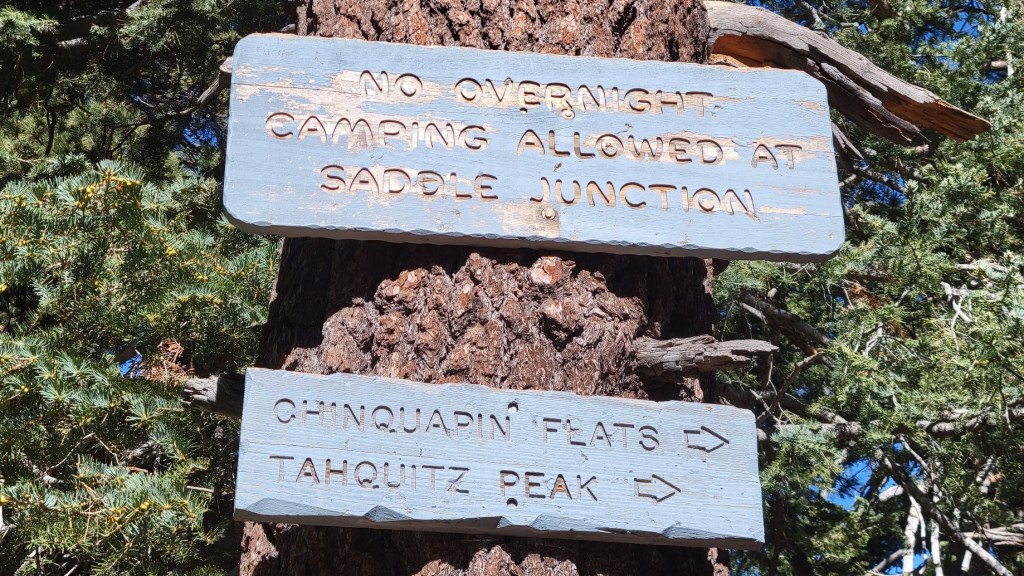 NO OVERNIGHT
CAMPING ALLOWED AT
SADDLE JUNCTION
CHINQUAPIN FLATS ⇨
TAHQUITZ PEAK ⇨